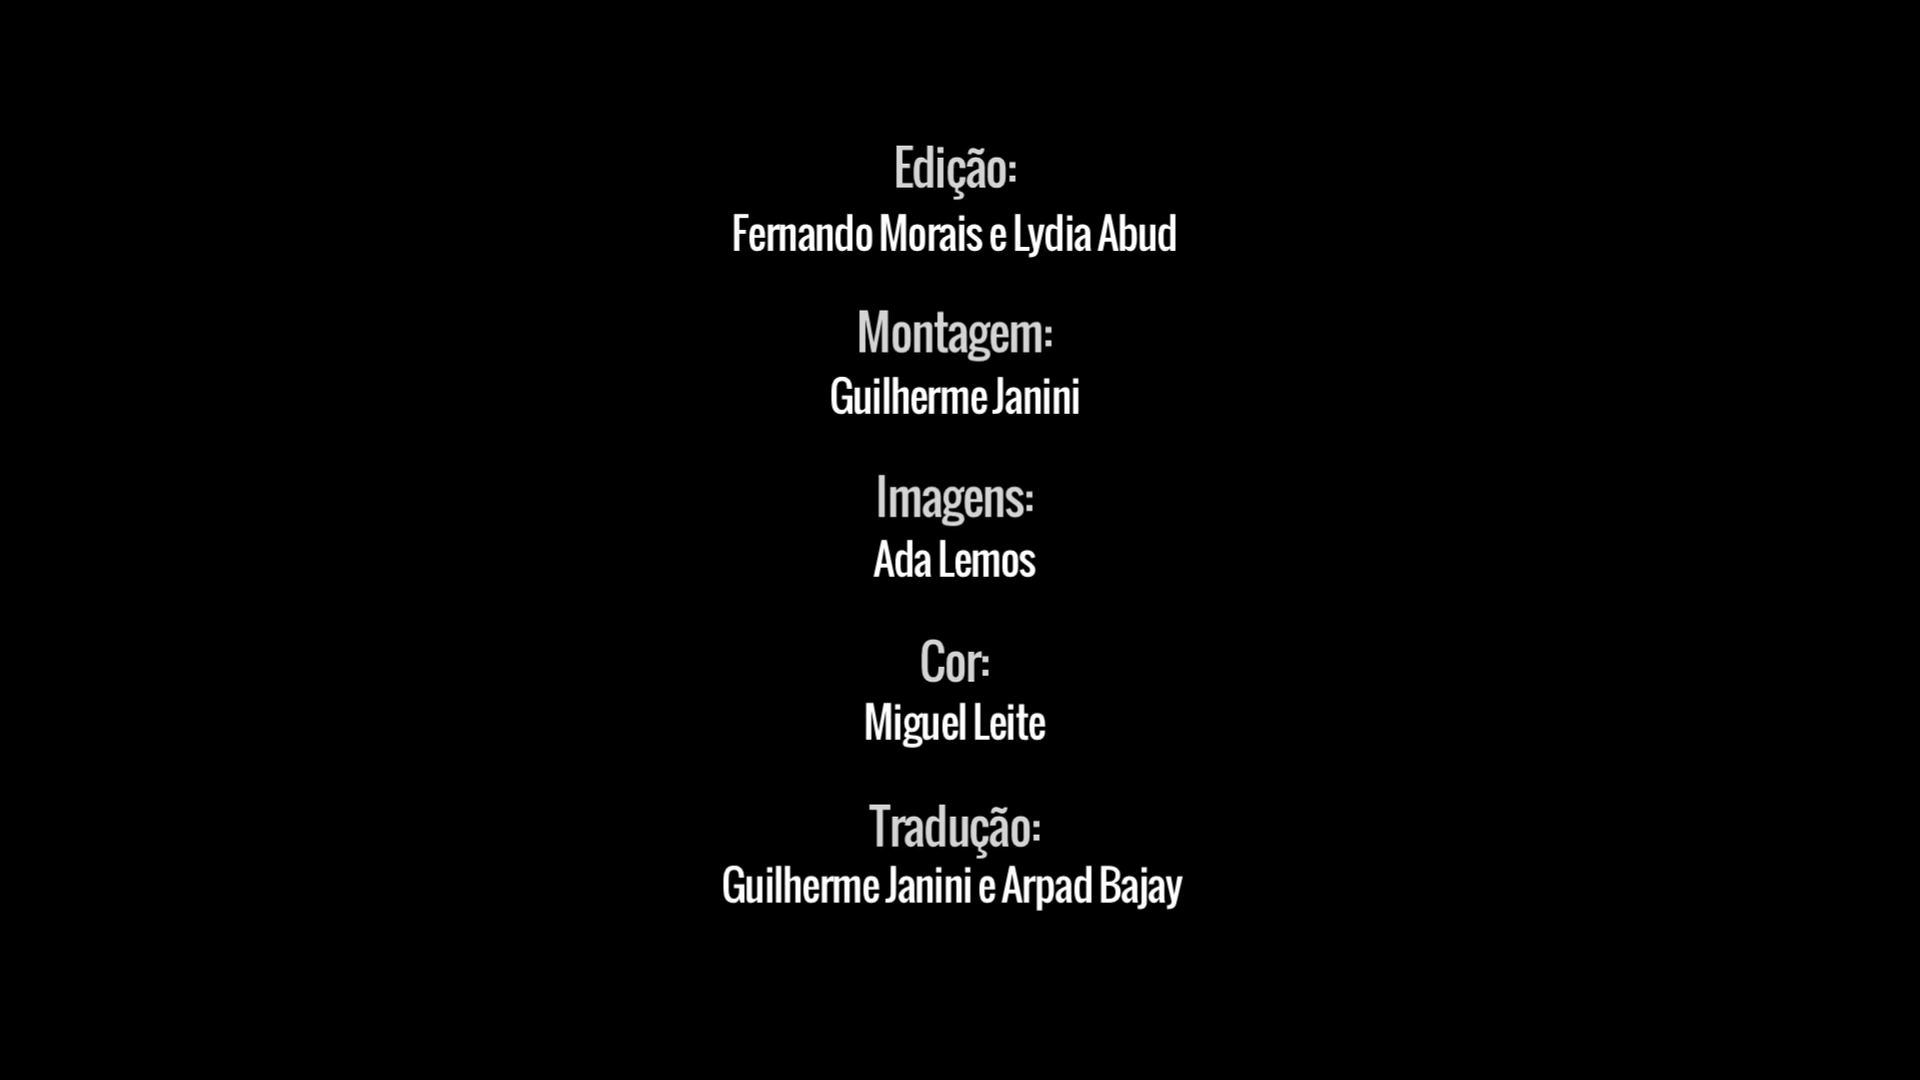 Edição:
Fernando Morais e Lydia Abud
Montagem:
Guilherme Janini
Imagens:
Ada Lemos
Cor:
Miguel Leite
Tradução:
Guilherme Janini e Arpad Bajay